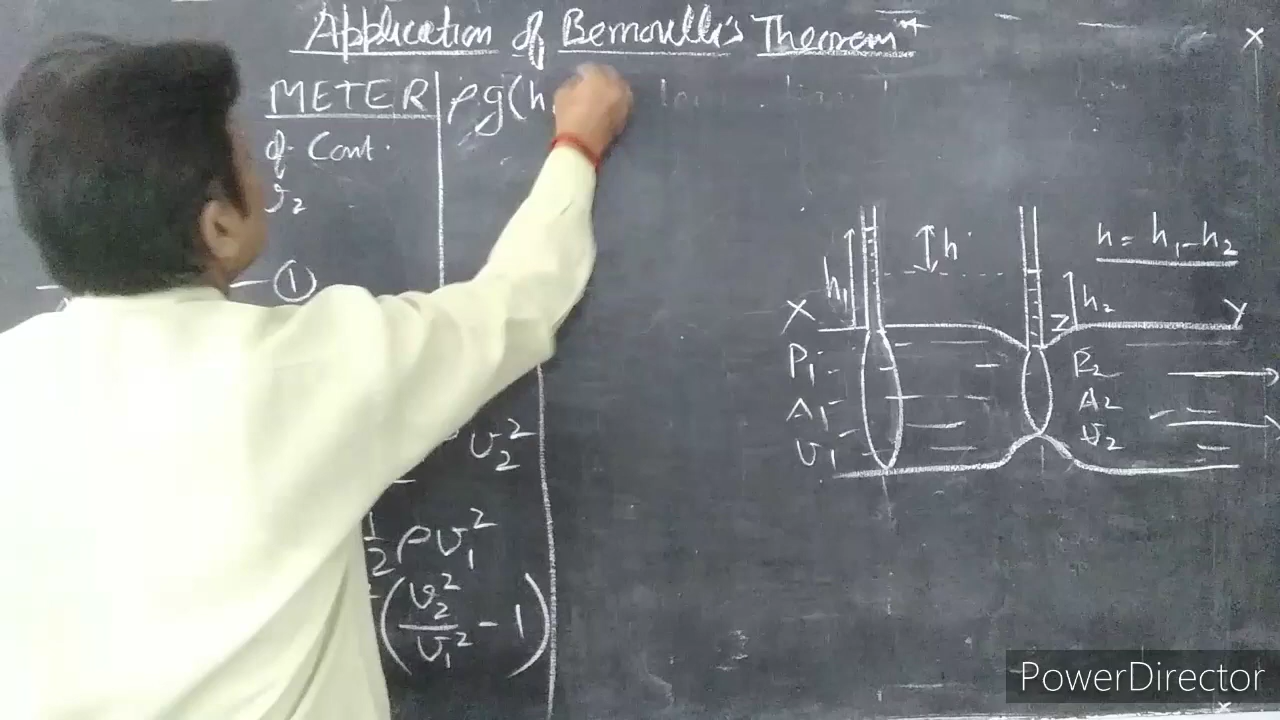 Application of Bernoulli's Theorem
METER
of Cont.
v₂
①
v₂²
1/2 ρv₁²
(v₂²/v₁² - 1)
ρg(h
h₁
h
h = h₁-h₂
h₂
X
Z
Y
P₁
A₁
v₁
P₂
A₂
v₂
X
PowerDirector